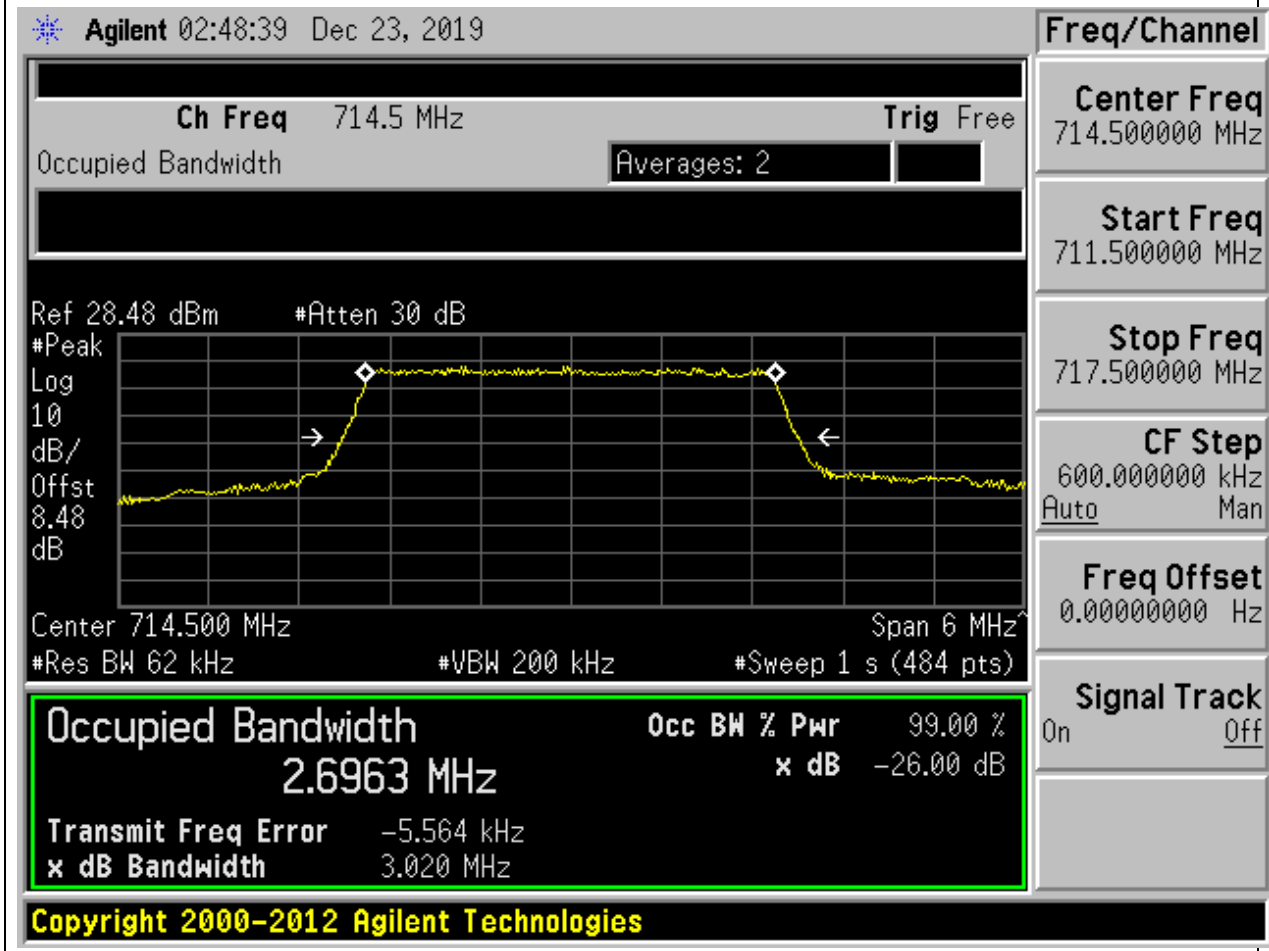 Agilent 02:48:39 Dec 23, 2019
Ch Freq 714.5 MHz Trig Free
Occupied Bandwidth Averages: 2
Ref 28.48 dBm #Atten 30 dB
#Peak
Log
10
dB/
Offst
8.48
dB
Center 714.500 MHz Span 6 MHz^
#Res BW 62 kHz #VBW 200 kHz #Sweep 1 s (484 pts)
Occupied Bandwidth Occ BW % Pwr 99.00 %
2.6963 MHz x dB -26.00 dB
Transmit Freq Error -5.564 kHz
x dB Bandwidth 3.020 MHz
Copyright 2000-2012 Agilent Technologies
Freq/Channel
Center Freq
714.500000 MHz
Start Freq
711.500000 MHz
Stop Freq
717.500000 MHz
CF Step
600.000000 kHz
Auto Man
Freq Offset
0.00000000 Hz
Signal Track
On Off